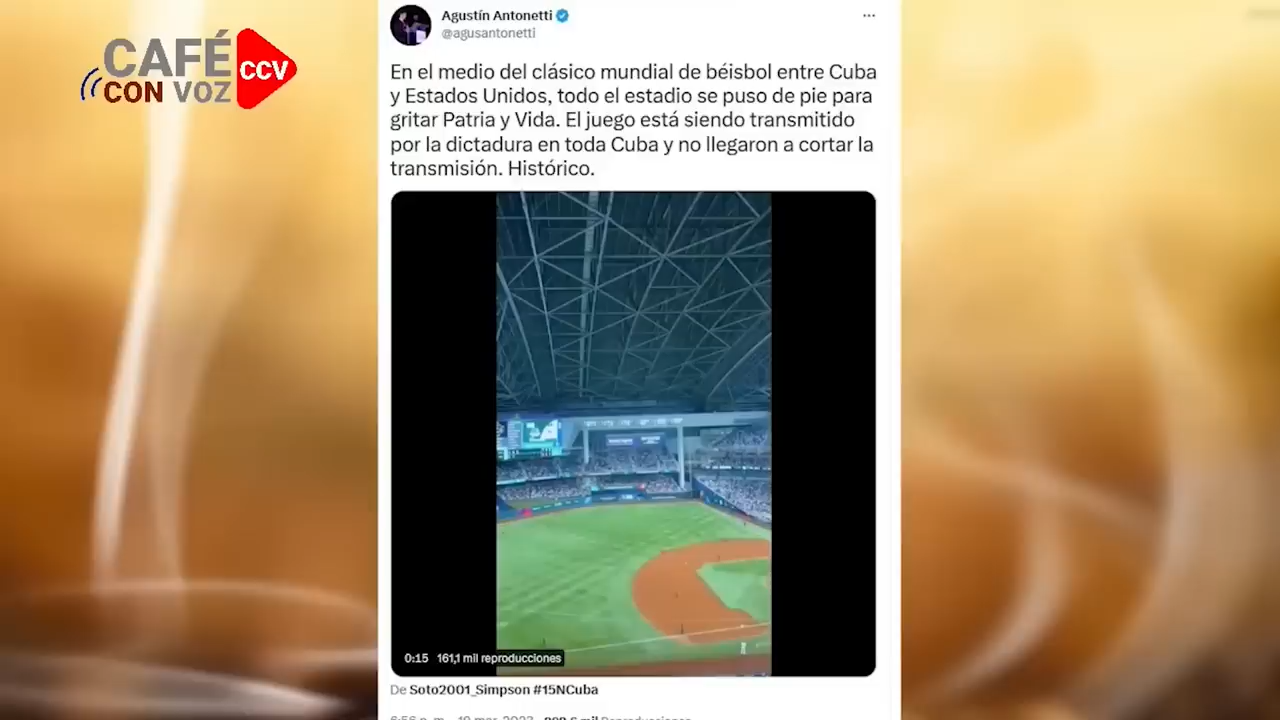 CAFÉ
CON VOZ
CCV
Agustín Antonetti
@agusantonetti
En el medio del clásico mundial de béisbol entre Cuba
y Estados Unidos, todo el estadio se puso de pie para
gritar Patria y Vida. El juego está siendo transmitido
por la dictadura en toda Cuba y no llegaron a cortar la
transmisión. Histórico.
0:15 161,1 mil reproducciones
De Soto2001_Simpson #15NCuba